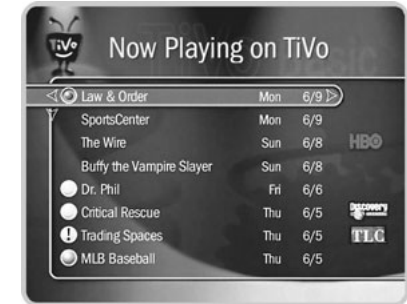 TiVo
Now Playing on TiVo
Law & Order Mon 6/9
SportsCenter Mon 6/9
The Wire Sun 6/8 HBO
Buffy the Vampire Slayer Sun 6/8
Dr. Phil Fri 6/6
Critical Rescue Thu 6/5 Discovery
! Trading Spaces Thu 6/5 TLC
MLB Baseball Thu 6/5